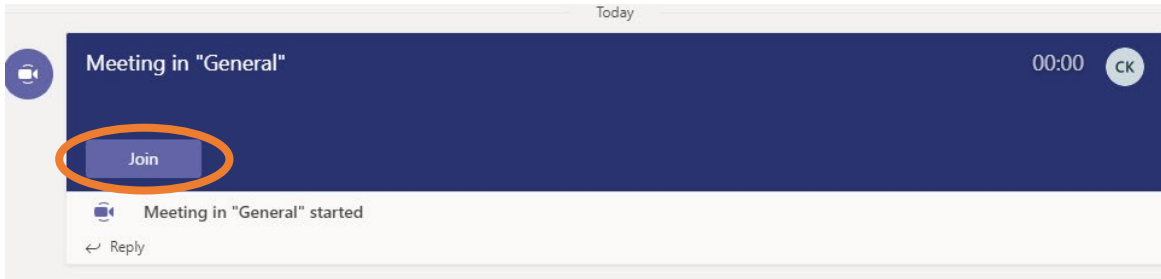 Today
Meeting in "General" 00:00 CK
Join
Meeting in "General" started
Reply